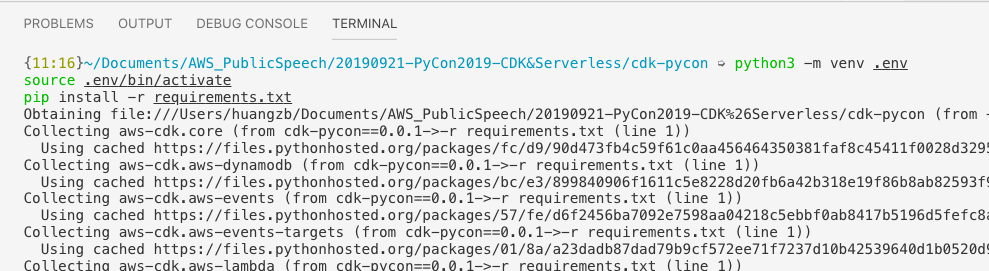 PROBLEMS OUTPUT DEBUG CONSOLE TERMINAL
{11:16}~/Documents/AWS_PublicSpeech/20190921-PyCon2019-CDK&Serverless/cdk-pycon ➭ python3 -m venv .env
source .env/bin/activate
pip install -r requirements.txt
Obtaining file:///Users/huangzb/Documents/AWS_PublicSpeech/20190921-PyCon2019-CDK%26Serverless/cdk-pycon (from -
Collecting aws-cdk.core (from cdk-pycon==0.0.1->-r requirements.txt (line 1))
Using cached https://files.pythonhosted.org/packages/fc/d9/90d473fb4c59f61c0aa456464350381faf8c45411f0028d3295
Collecting aws-cdk.aws-dynamodb (from cdk-pycon==0.0.1->-r requirements.txt (line 1))
Using cached https://files.pythonhosted.org/packages/bc/e3/899840906f1611c5e8228d20fb6a42b318e19f86b8ab82593f9
Collecting aws-cdk.aws-events (from cdk-pycon==0.0.1->-r requirements.txt (line 1))
Using cached https://files.pythonhosted.org/packages/57/fe/d6f2456ba7092e7598aa04218c5ebbf0ab8417b5196d5fefc8a
Collecting aws-cdk.aws-events-targets (from cdk-pycon==0.0.1->-r requirements.txt (line 1))
Using cached https://files.pythonhosted.org/packages/01/8a/a23dadb87dad79b9cf572ee71f7237d10b42539640d1b0520d9
Collecting aws-cdk.aws-lambda (from cdk-pycon==0.0.1->-r requirements.txt (line 1))